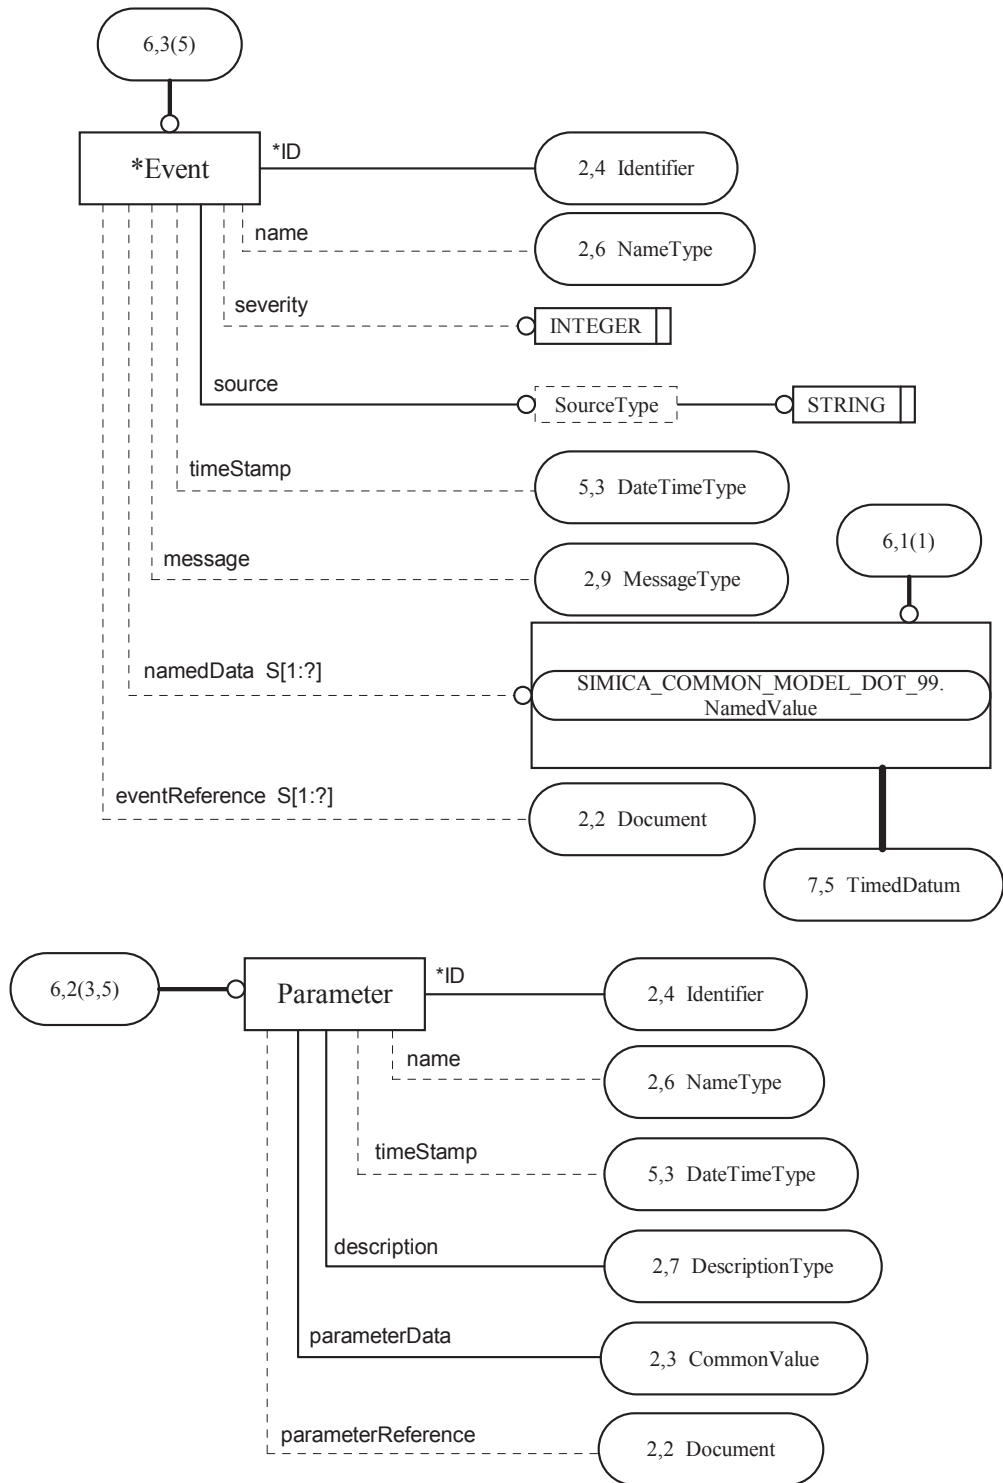 6,3(5)
*Event
*ID
2,4 Identifier
name
2,6 NameType
severity
INTEGER
source
SourceType
STRING
timeStamp
5,3 DateTimeType
6,1(1)
message
2,9 MessageType
namedData S[1:?]
SIMICA_COMMON_MODEL_DOT_99.
NamedValue
eventReference S[1:?]
2,2 Document
7,5 TimedDatum
6,2(3,5)
Parameter
*ID
2,4 Identifier
name
2,6 NameType
timeStamp
5,3 DateTimeType
description
2,7 DescriptionType
parameterData
2,3 CommonValue
parameterReference
2,2 Document